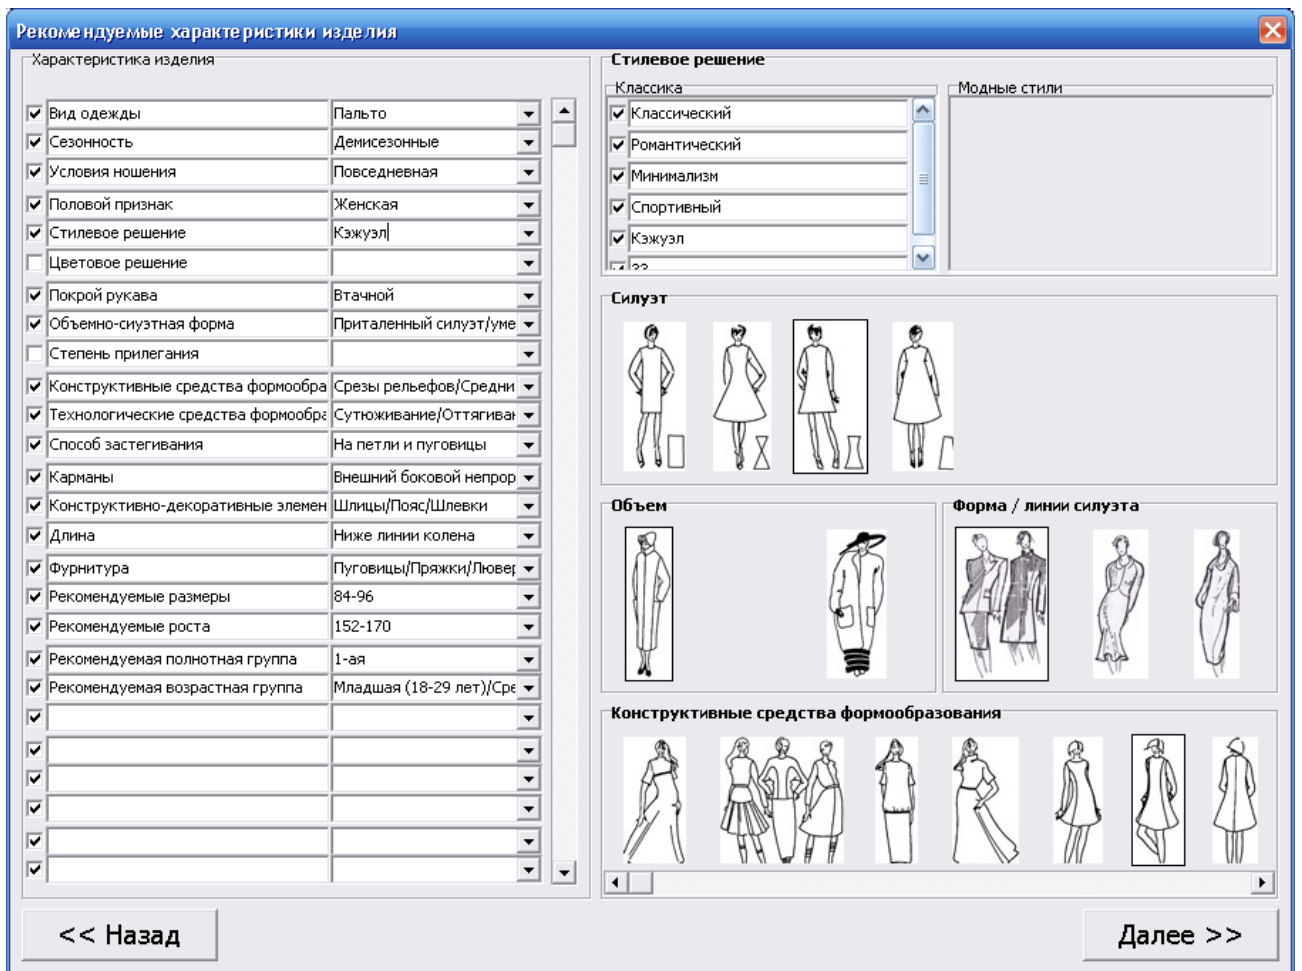 Рекомендуемые характеристики изделия
Характеристика изделия
Вид одежды Пальто
Сезонность Демисезонные
Условия ношения Повседневная
Половой признак Женская
Стилевое решение Кэжуэл
Цветовое решение
Покрой рукава Втачной
Объемно-сиуэтная форма Приталенный силуэт/уме
Степень прилегания
Конструктивные средства формообра Срезы рельефов/Средни
Технологические средства формообра Сутюживание/Оттягиван
Способ застегивания На петли и пуговицы
Карманы Внешний боковой непрор
Конструктивно-декоративные элемен Шлицы/Пояс/Шлевки
Длина Ниже линии колена
Фурнитура Пуговицы/Пряжки/Ловер
Рекомендуемые размеры 84-96
Рекомендуемые роста 152-170
Рекомендуемая полнотная группа 1-ая
Рекомендуемая возрастная группа Младшая (18-29 лет)/Сре
Стилевое решение
Классика
Классический
Романтический
Минимализм
Спортивный
Кэжуэл
Модные стили
Силуэт
Объем
Форма / линии силуэта
Конструктивные средства формообразования
<< Назад
Далее >>